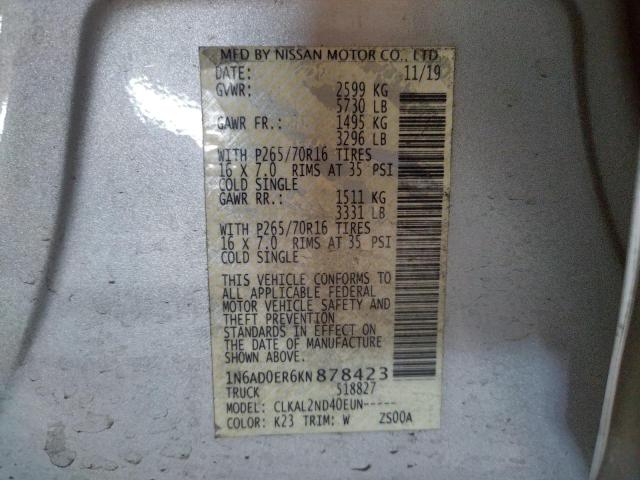 MFD BY NISSAN MOTOR CO., LTD
DATE: 11/19
GVWR: 2599 KG
5730 LB
GAWR FR.: 1495 KG
3296 LB
WITH P265/70R16 TIRES
16 X 7.0 RIMS AT 35 PSI
COLD SINGLE
GAWR RR.: 1511 KG
3331 LB
WITH P265/70R16 TIRES
16 X 7.0 RIMS AT 35 PSI
COLD SINGLE
THIS VEHICLE CONFORMS TO
ALL APPLICABLE FEDERAL
MOTOR VEHICLE SAFETY AND
THEFT PREVENTION
STANDARDS IN EFFECT ON
THE DATE OF MANUFACTURE
SHOWN ABOVE.
1N6AD0ER6KN878423
TRUCK 518827
MODEL: CLKAL2ND40EUN-----
COLOR: K23 TRIM: W ZS00A